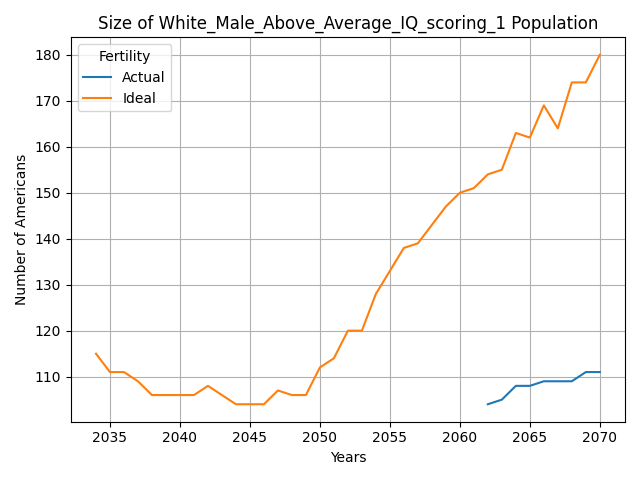 Size of White_Male_Above_Average_IQ_scoring_1 Population
Fertility
Actual
Ideal
Number of Americans
180
170
160
150
140
130
120
110
2035 2040 2045 2050 2055 2060 2065 2070
Years